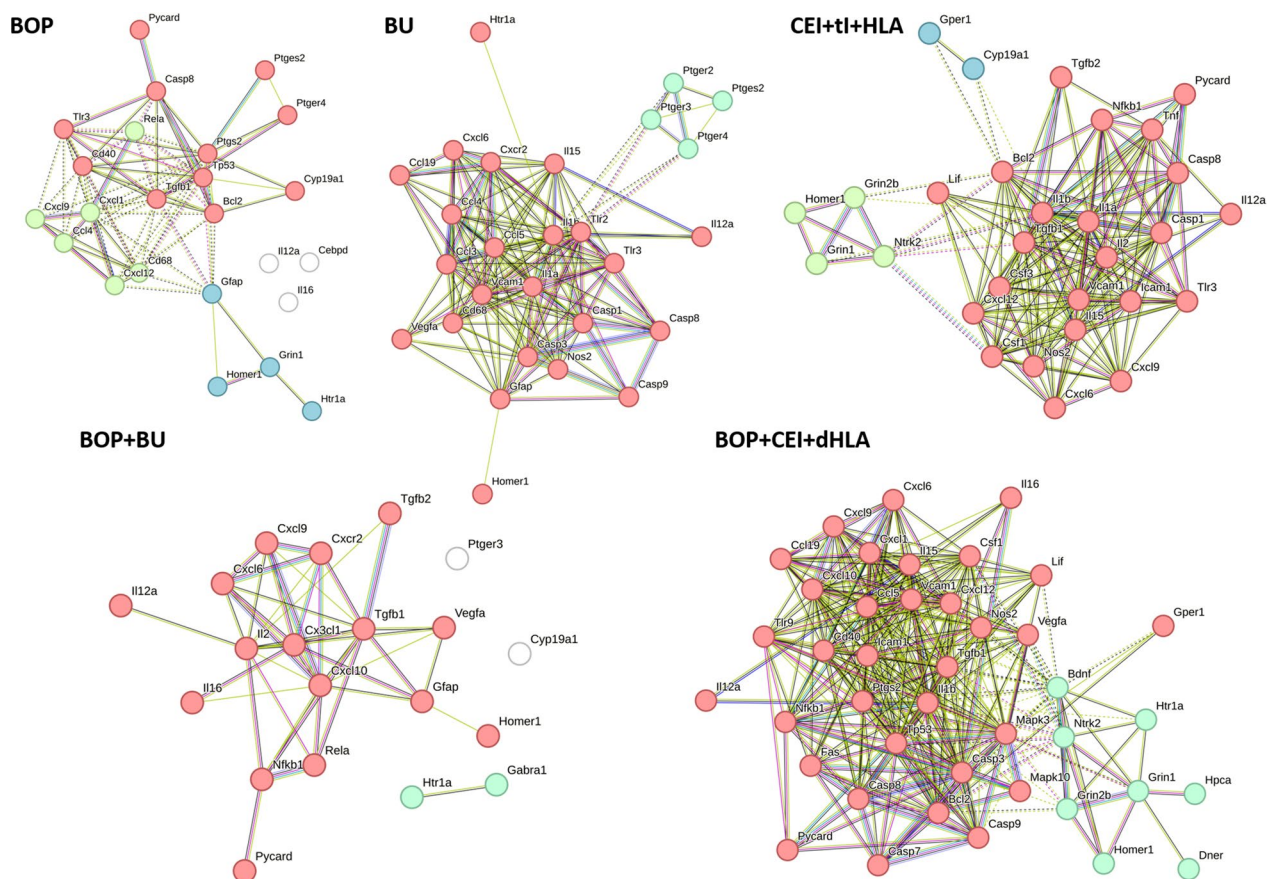 BOP
Pycard
Ptges2
Casp8
Ptger4
Tlr3
Rela
Ptgs2
Cd40
Tp53
Cyp19a1
Tgfb1
Cxcl9
Cxcl1
Bcl2
Ccl4
Cd68
Il12a
Cebpd
Cxcl12
Gfap
Il16
Grin1
Homer1
Htr1a
BU
Htr1a
Ptger2
Ptges2
Ptger3
Ptger4
Cxcl6
Cxcr2
Il15
Ccl19
Ccl4
Il1b
Tlr2
Il12a
Ccl5
Ccl3
Tlr3
Il1a
Vcam1
Cd68
Casp1
Casp8
Vegfa
Casp3
Nos2
Gfap
Casp9
Homer1
CEI+tl+HLA
Gper1
Cyp19a1
Tgfb2
Pycard
Nfkb1
Tnf
Bcl2
Casp8
Grin2b
Lif
Homer1
Il1b
Il1a
Il12a
Casp1
Tgfb1
Ntrk2
Il2
Grin1
Csf3
Vcam1
Icam1
Tlr3
Cxcl12
Il15
Csf1
Nos2
Cxcl9
Cxcl6
BOP+BU
Tgfb2
Cxcl9
Cxcr2
Ptger3
Cxcl6
Il12a
Tgfb1
Vegfa
Il2
Cx3cl1
Cyp19a1
Cxcl10
Il16
Gfap
Homer1
Rela
Nfkb1
Htr1a
Gabra1
Pycard
BOP+CEI+dHLA
Cxcl6
Il16
Cxcl9
Ccl19
Cxcl1
Il15
Csf1
Cxcl10
Lif
Vcam1
Ccl5
Cxcl12
Nos2
Gper1
Tlr9
Vegfa
Cd40
Icam1
Tgfb1
Bdnf
Il12a
Ptgs2
Il1b
Htr1a
Nfkb1
Mapk3
Ntrk2
Tp53
Fas
Casp3
Grin1
Hpca
Casp8
Mapk10
Grin2b
Bcl2
Casp9
Pycard
Casp7
Homer1
Dner